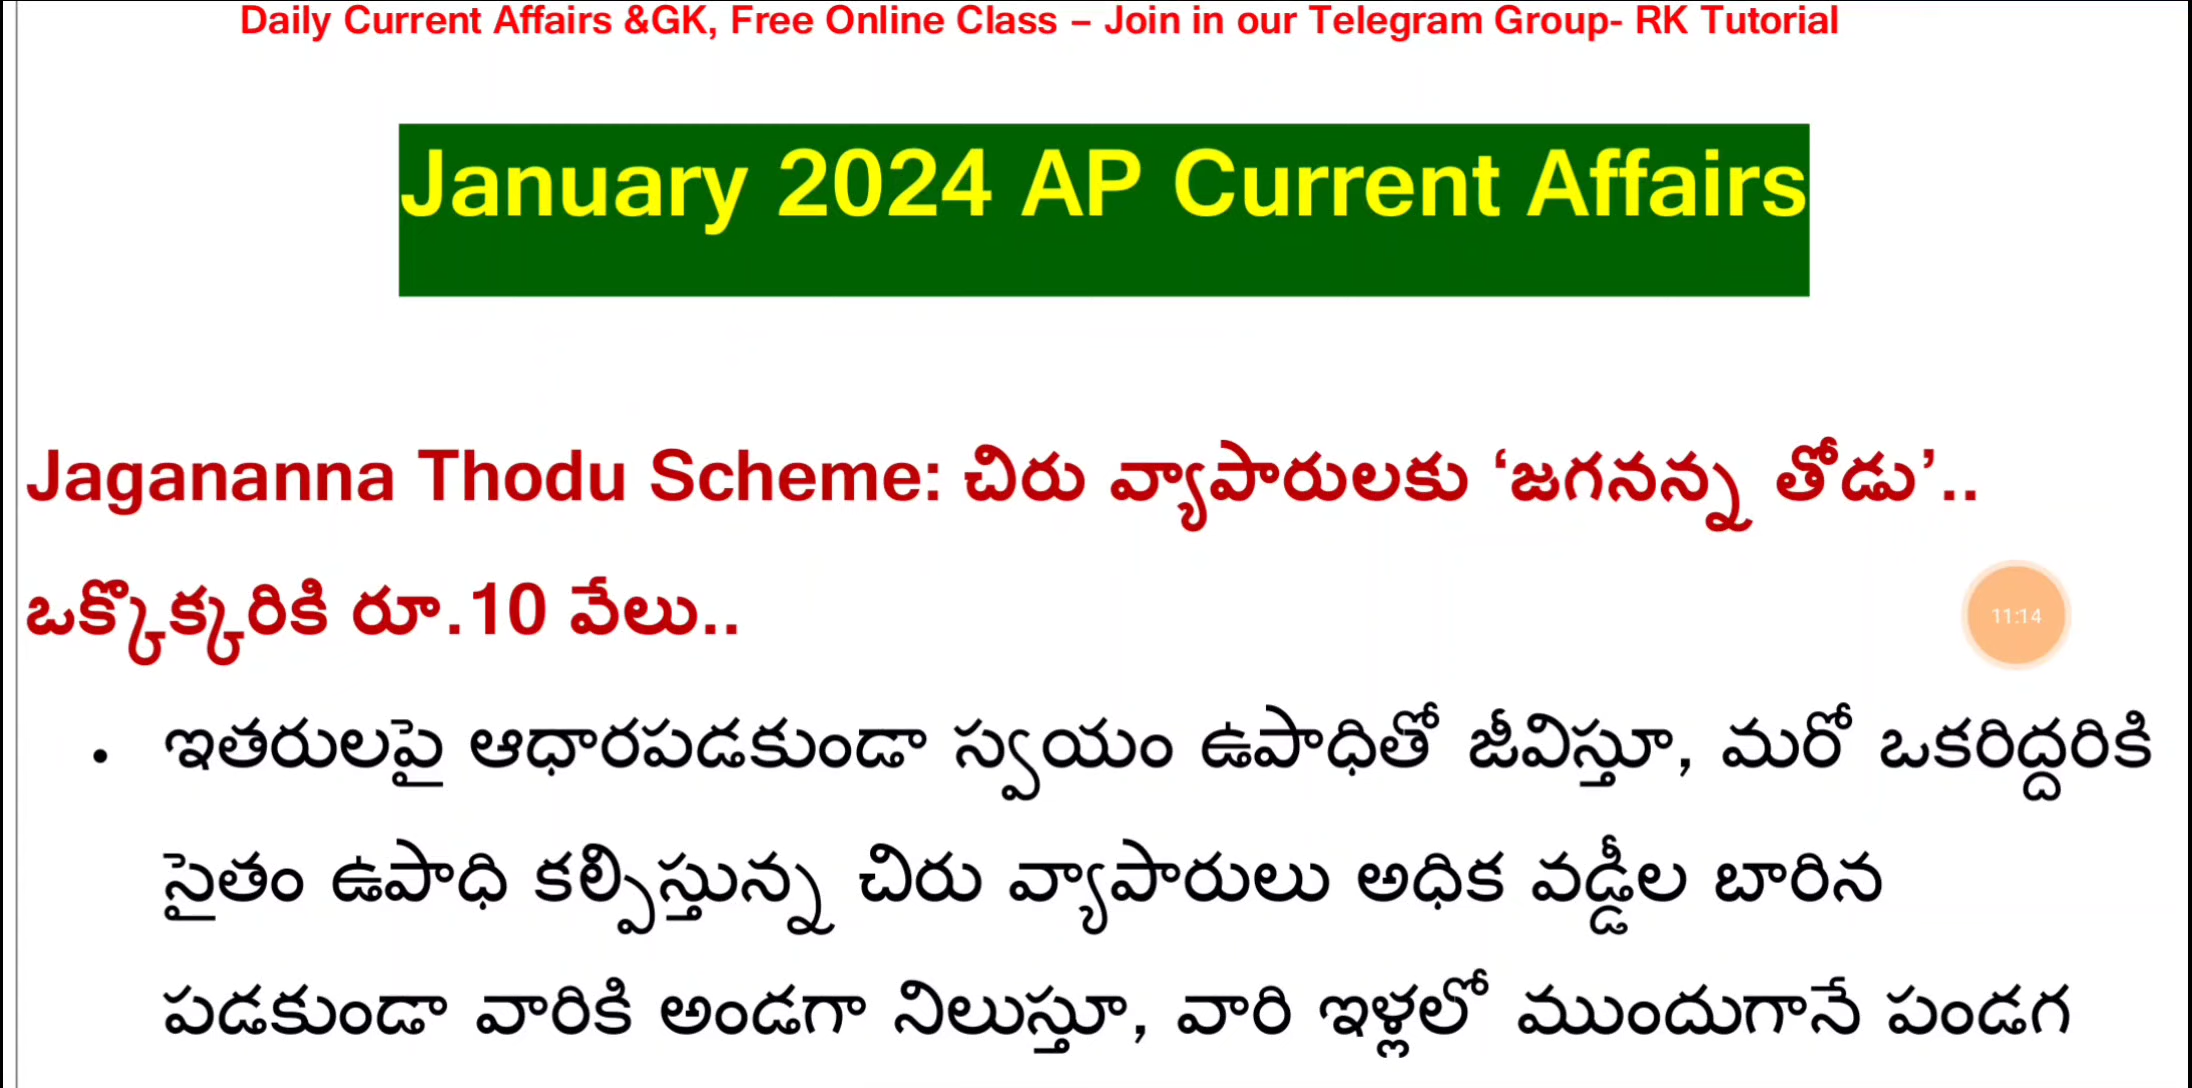 Daily Current Affairs &GK, Free Online Class – Join in our Telegram Group- RK Tutorial
January 2024 AP Current Affairs
Jagananna Thodu Scheme: చిరు వ్యాపారులకు ‘జగనన్న తోడు’..
ఒక్కొక్కరికి రూ.10 వేలు..
11:14
• ఇతరులపై ఆధారపడకుండా స్వయం ఉపాధితో జీవిస్తూ, మరో ఒకరిద్దరికి
సైతం ఉపాధి కల్పిస్తున్న చిరు వ్యాపారులు అధిక వడ్డీల బారిన
పడకుండా వారికి అండగా నిలుస్తూ, వారి ఇళ్లలో ముందుగానే పండగ